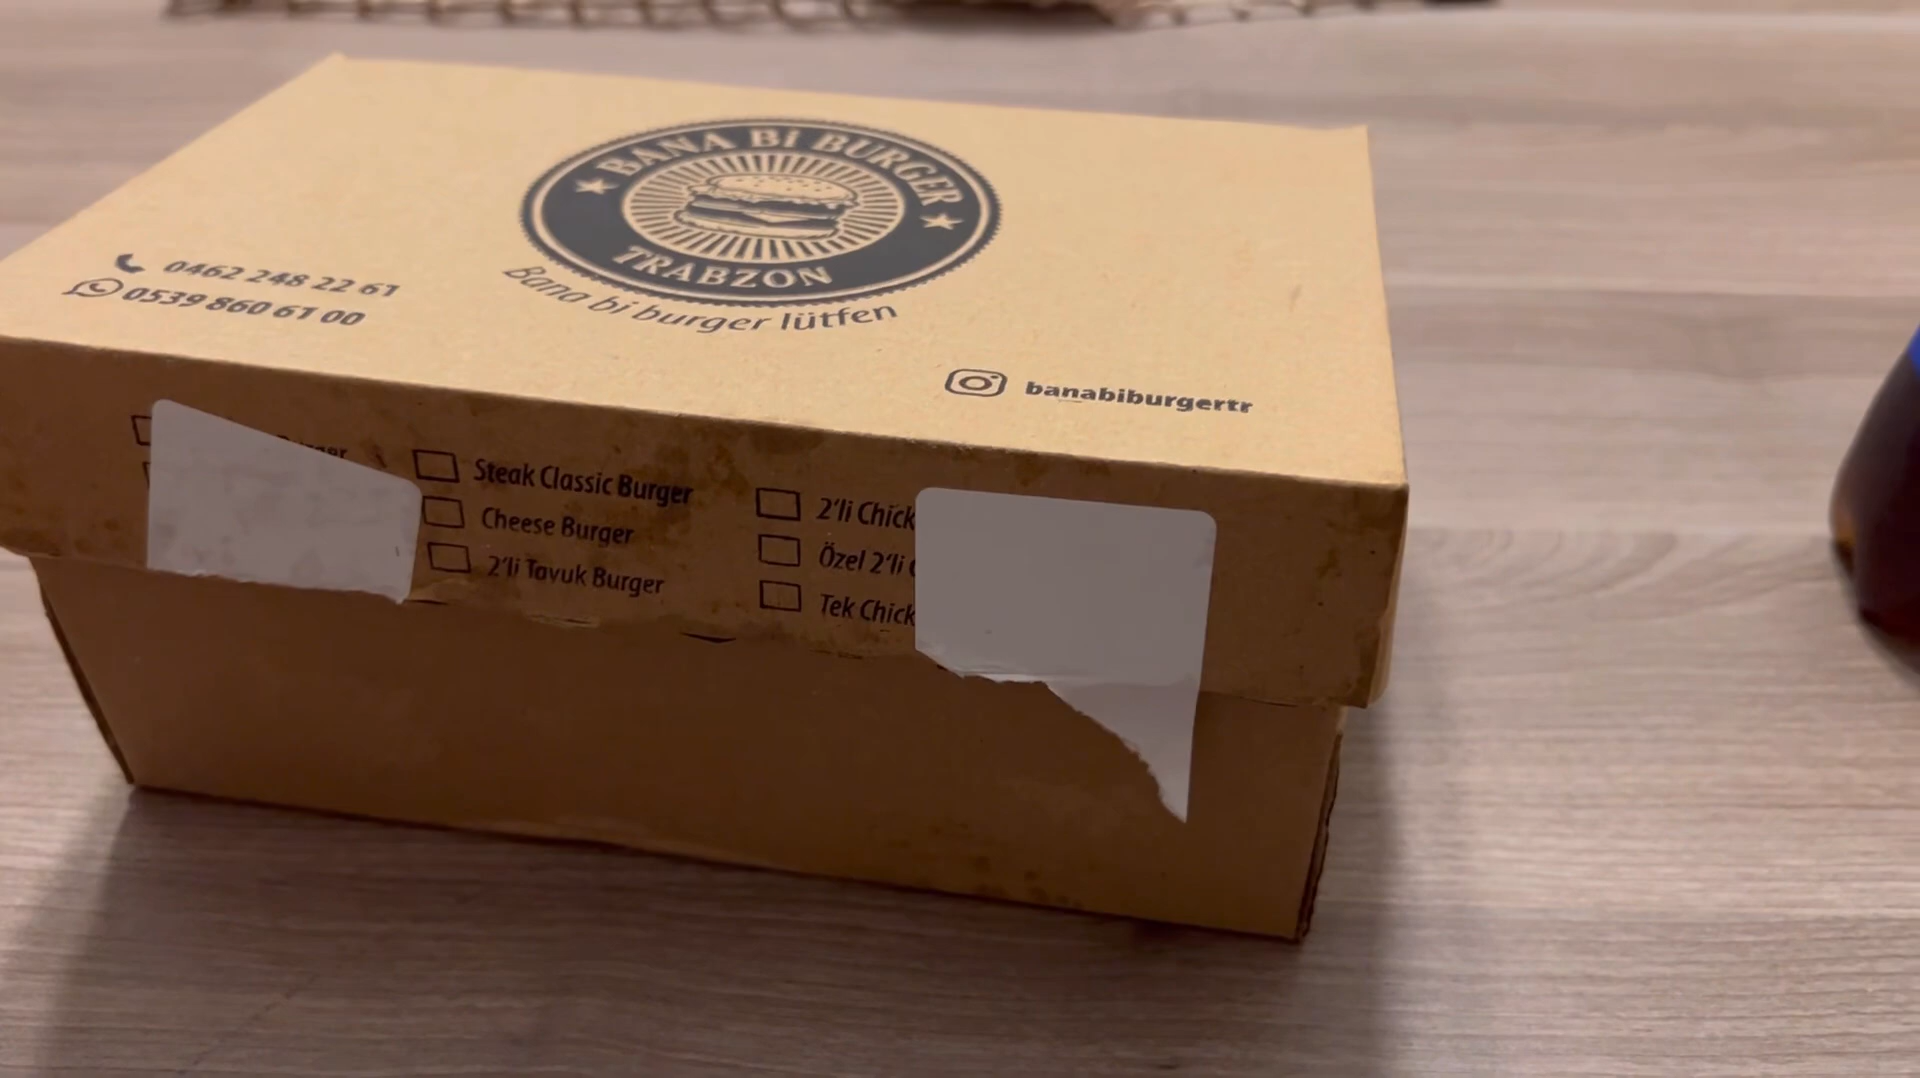 BANA Bİ BURGER
TRABZON
Bana bi burger lütfen
0462 248 22 61
0539 860 61 00
banabiburgertr
Steak Classic Burger
Cheese Burger
2'li Tavuk Burger
2'li Chick
Özel 2'li
Tek Chick